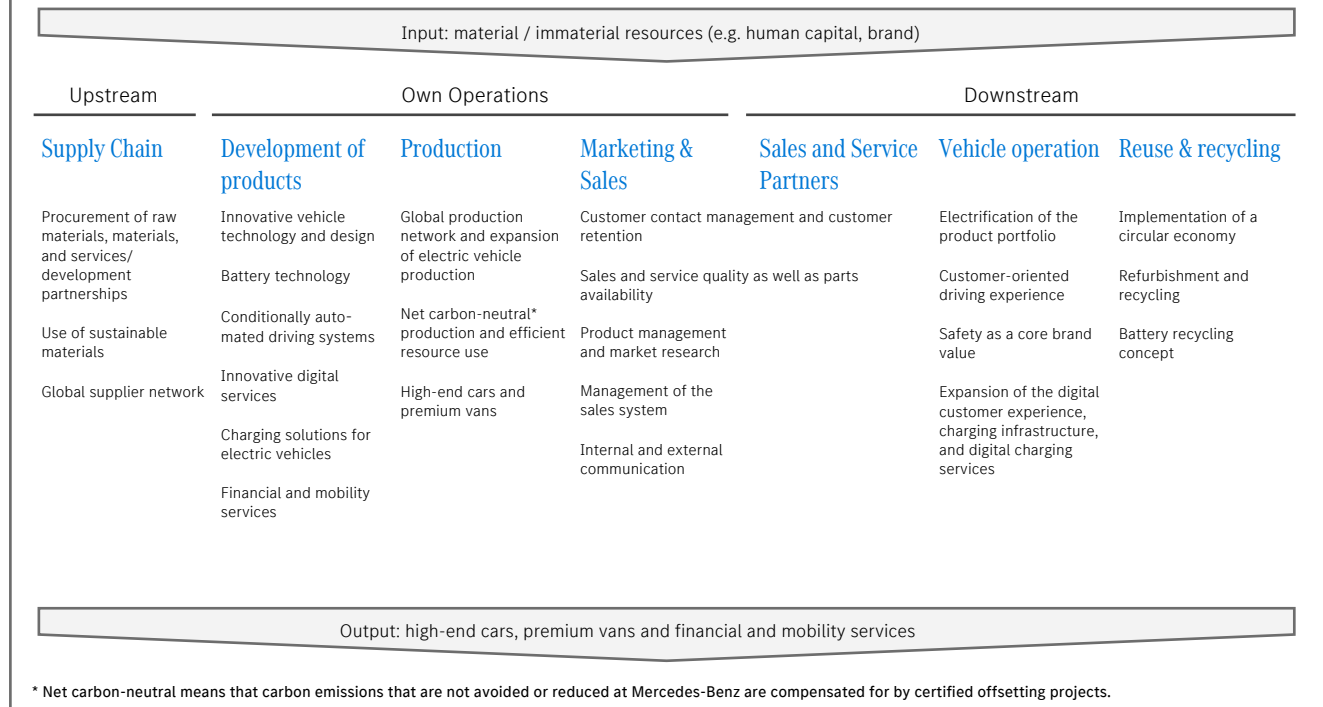 Input: material / immaterial resources (e.g. human capital, brand)
Upstream
Own Operations
Downstream
Supply Chain
Procurement of raw
materials, materials,
and services/
development
partnerships
Use of sustainable
materials
Global supplier network
Development of
products
Innovative vehicle
technology and design
Battery technology
Conditionally auto-
mated driving systems
Innovative digital
services
Charging solutions for
electric vehicles
Financial and mobility
services
Production
Global production
network and expansion
of electric vehicle
production
Net carbon-neutral*
production and efficient
resource use
High-end cars and
premium vans
Marketing &
Sales
Sales and Service
Partners
Customer contact management and customer
retention
Sales and service quality as well as parts
availability
Product management
and market research
Management of the
sales system
Internal and external
communication
Vehicle operation
Electrification of the
product portfolio
Customer-oriented
driving experience
Safety as a core brand
value
Expansion of the digital
customer experience,
charging infrastructure,
and digital charging
services
Reuse & recycling
Implementation of a
circular economy
Refurbishment and
recycling
Battery recycling
concept
Output: high-end cars, premium vans and financial and mobility services
* Net carbon-neutral means that carbon emissions that are not avoided or reduced at Mercedes-Benz are compensated for by certified offsetting projects.